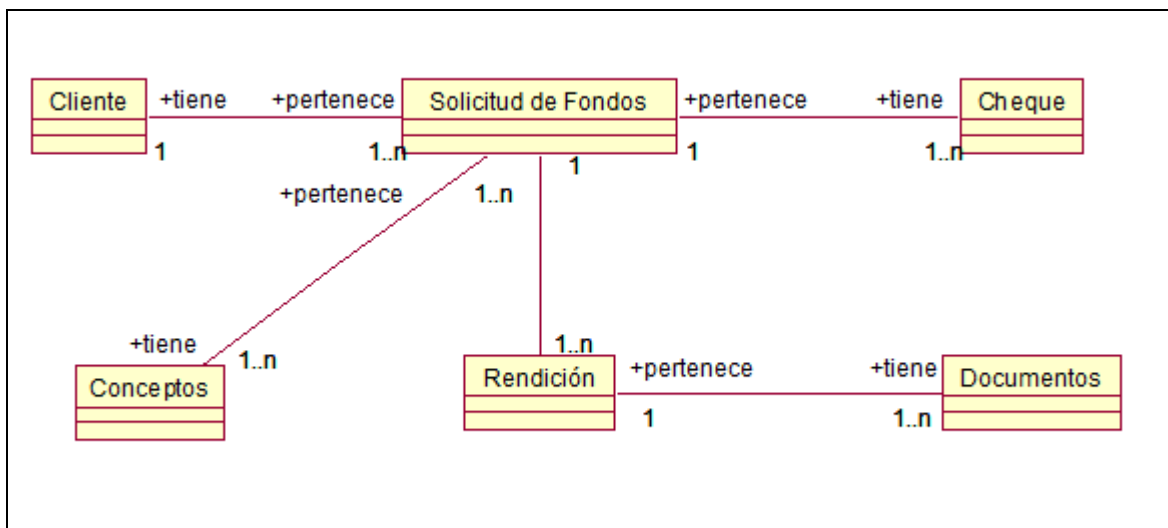 Cliente +tiene +pertenece Solicitud de Fondos +pertenece +tiene Cheque
1 1..n 1 1 1..n
+pertenece 1..n
+tiene 1..n 1..n
Conceptos Rendición +pertenece +tiene Documentos
1 1..n